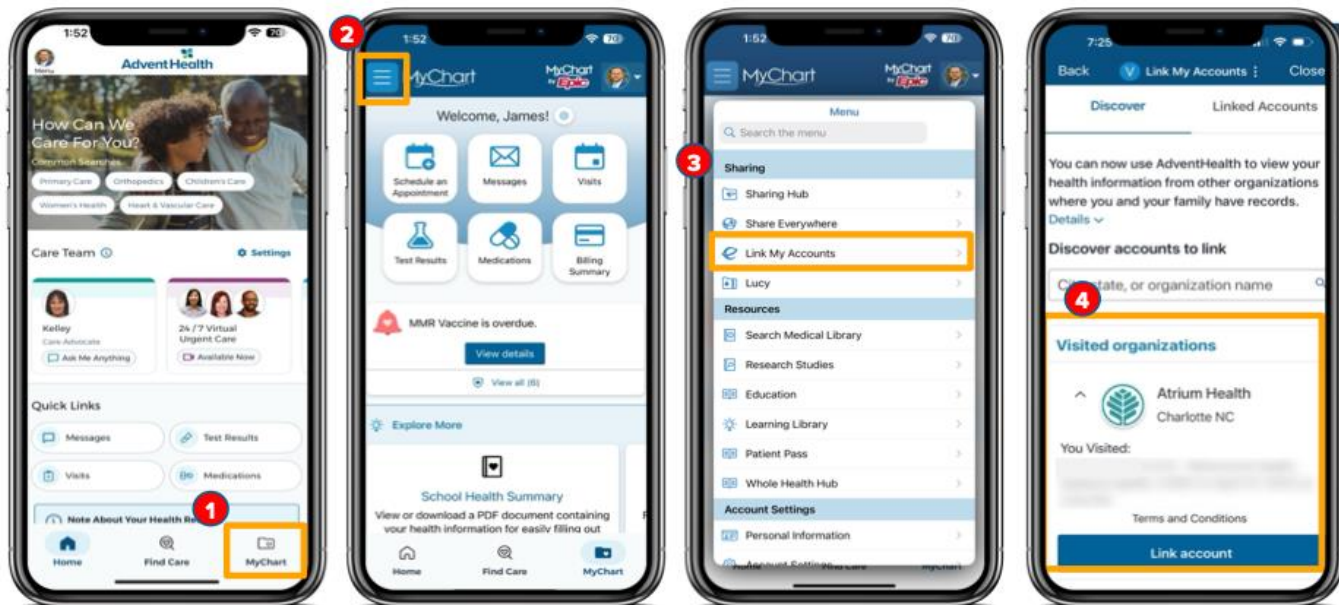 1:52
70
Menu
AdventHealth
How Can We
Care For You?
Common Searches
Primary Care
Orthopedics
Children's Care
Women's Health
Heart & Vascular Care
Care Team
Settings
Kelley
Care Advocate
Ask Me Anything
24/7 Virtual
Urgent Care
Available Now
Quick Links
Messages
Test Results
Visits
Medications
Note About Your Health
1
Home
Find Care
MyChart
2
1:52
70
MyChart
MyChart
by Epic
Welcome, James!
Schedule an
Appointment
Messages
Visits
Test Results
Medications
Billing
Summary
MMR Vaccine is overdue.
View details
View all (6)
Explore More
School Health Summary
View or download a PDF document containing
your health information for easily filling out
Home
Find Care
MyChart
1:52
70
MyChart
MyChart
by Epic
Menu
Search the menu
3
Sharing
Sharing Hub
Share Everywhere
Link My Accounts
Lucy
Resources
Search Medical Library
Research Studies
Education
Learning Library
Patient Pass
Whole Health Hub
Account Settings
Personal Information
Account Settings
Home
Find Care
MyChart
7:25
Back
V
Link My Accounts
Close
Discover
Linked Accounts
You can now use AdventHealth to view your
health information from other organizations
where you and your family have records.
Details
Discover accounts to link
state, or organization name
4
Visited organizations
Atrium Health
Charlotte NC
You Visited:
Terms and Conditions
Link account